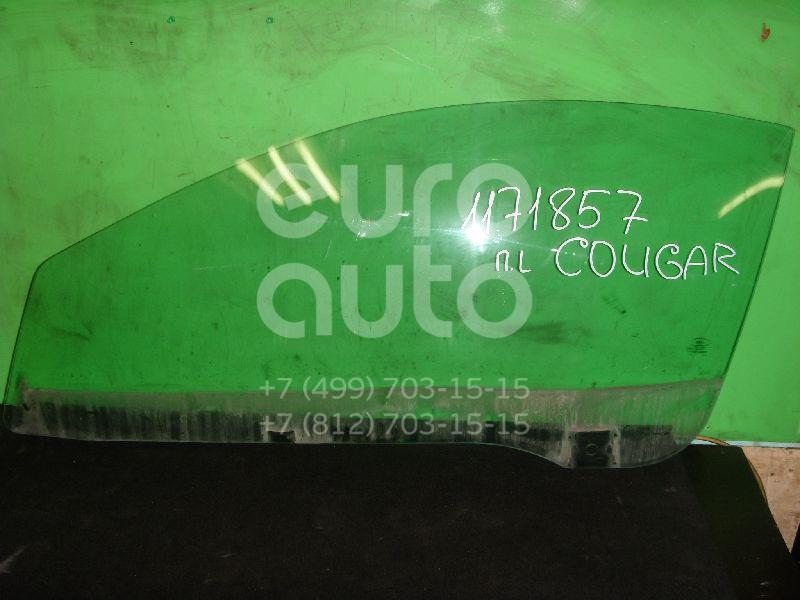 1171857
п.L COUGAR
euro
auto
+7 (499) 703-15-15
+7 (812) 703-15-15